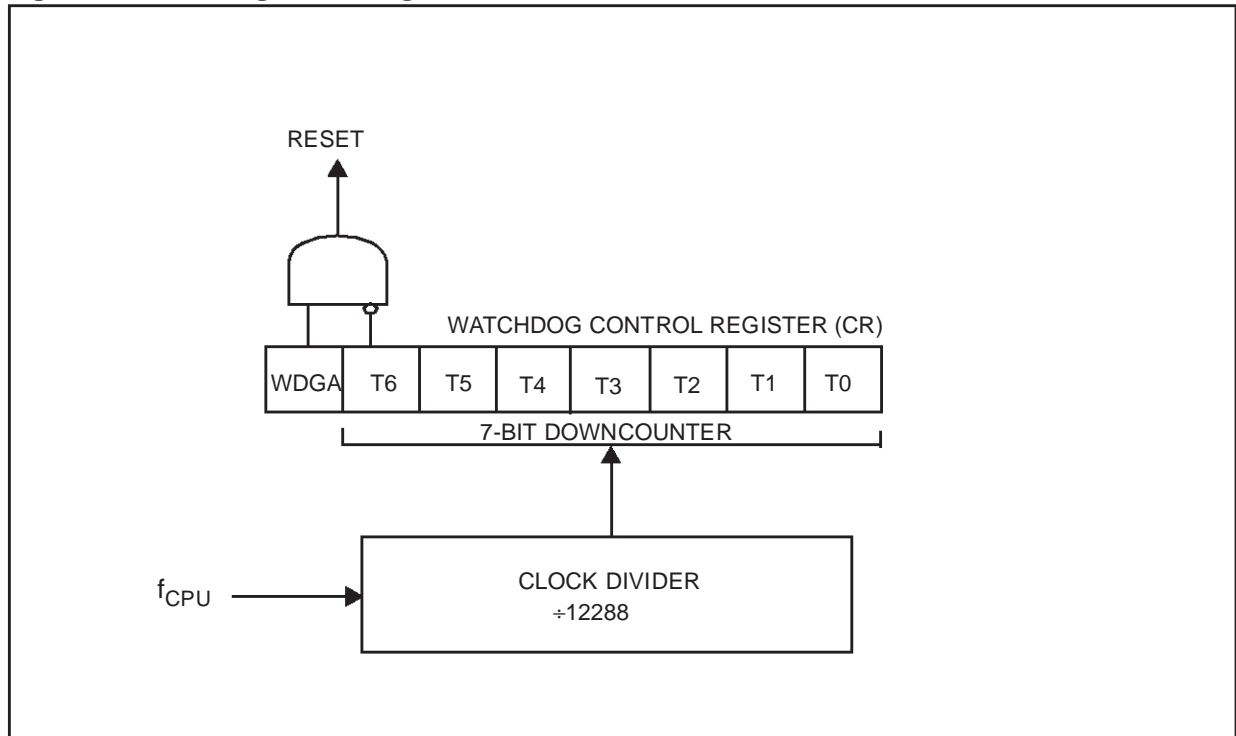 RESET
WATCHDOG CONTROL REGISTER (CR)
WDGA T6 T5 T4 T3 T2 T1 T0
7-BIT DOWNCOUNTER
fCPU
CLOCK DIVIDER
÷12288